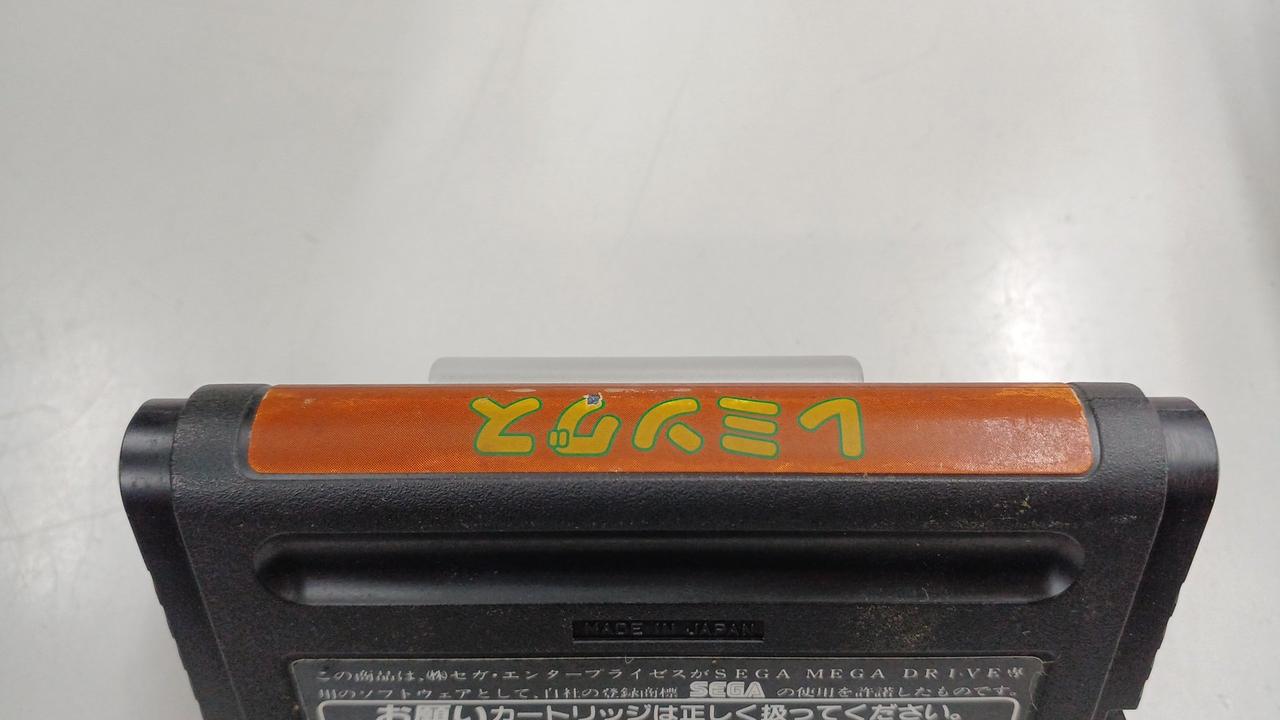 レミングス
MADE IN JAPAN
この商品は、㈱セガ・エンタープライゼスがSEGA MEGA DRIVE専
用のソフトウェアとして、自社の登録商標 SEGA の使用を許諾したものです。
お願いカートリッジは正しく扱ってください。